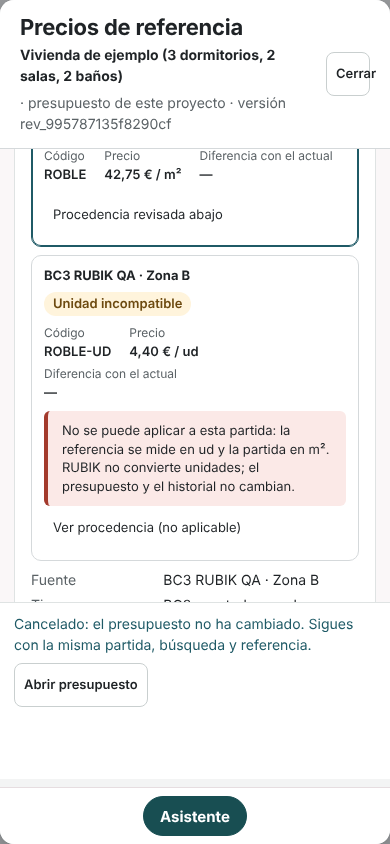 Precios de referencia
Vivienda de ejemplo (3 dormitorios, 2
salas, 2 baños)
Cerrar
· presupuesto de este proyecto · versión
rev_995787135f8290cf
Código Precio Diferencia con el actual
ROBLE 42,75 € / m² —
Procedencia revisada abajo
BC3 RUBIK QA · Zona B
Unidad incompatible
Código Precio
ROBLE-UD 4,40 € / ud
Diferencia con el actual
—
No se puede aplicar a esta partida: la
referencia se mide en ud y la partida en m².
RUBIK no convierte unidades; el
presupuesto y el historial no cambian.
Ver procedencia (no aplicable)
Fuente BC3 RUBIK QA · Zona B
Cancelado: el presupuesto no ha cambiado. Sigues
con la misma partida, búsqueda y referencia.
Abrir presupuesto
Asistente